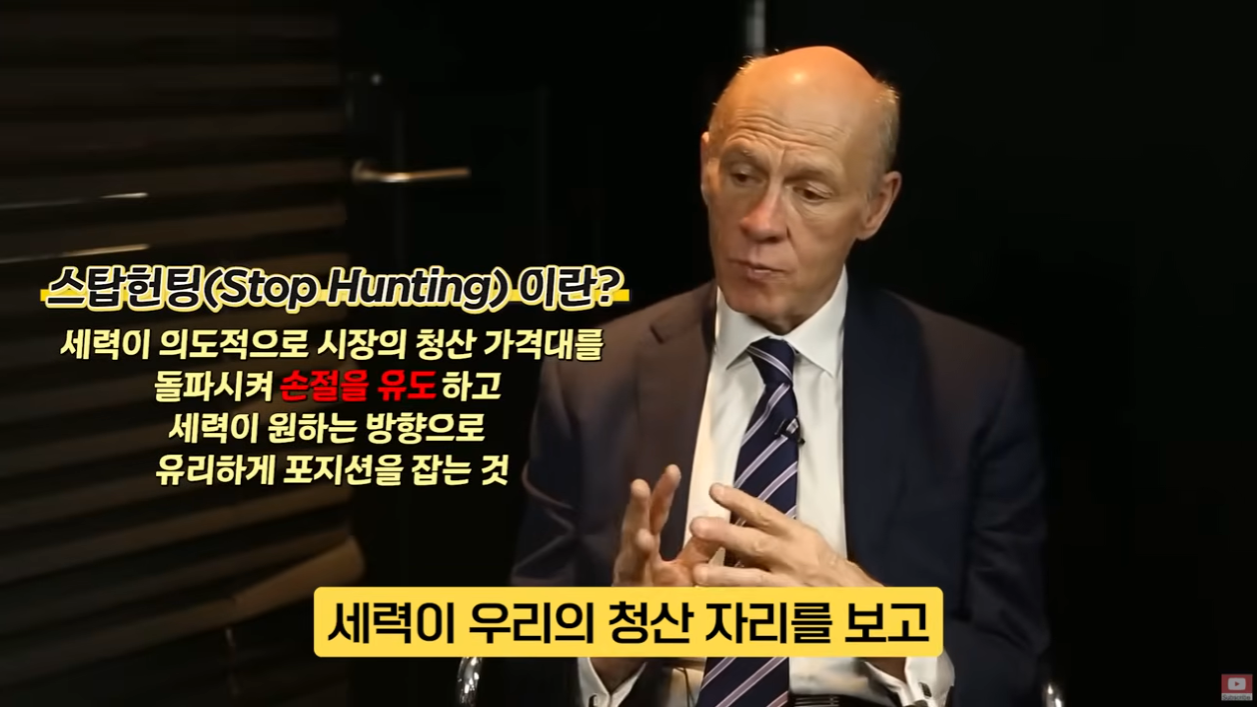 스탑헌팅(Stop Hunting) 이란?
세력이 의도적으로 시장의 청산 가격대를
돌파시켜 손절을 유도하고
세력이 원하는 방향으로
유리하게 포지션을 잡는 것
세력이 우리의 청산 자리를 보고
Subscribe